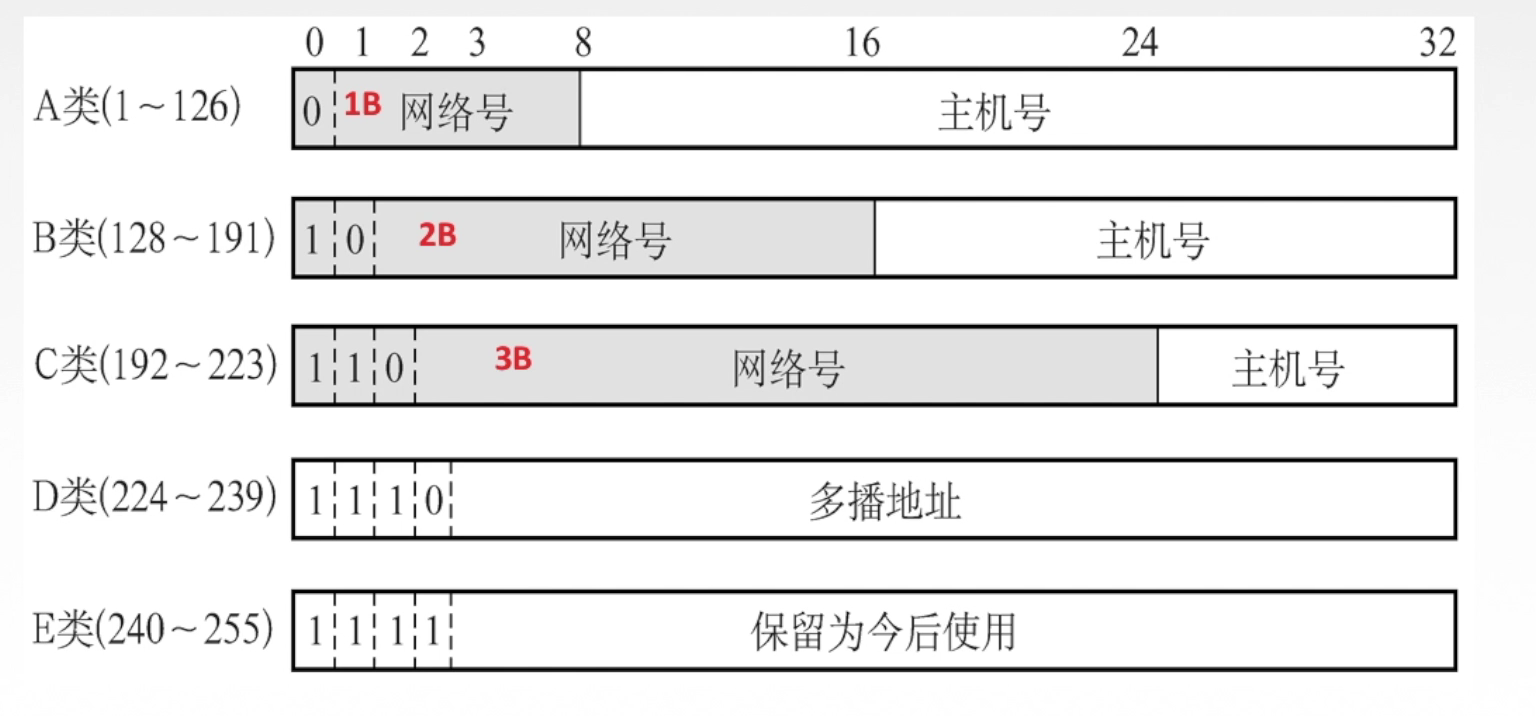 0 1 2 3 8 16 24 32
A类(1~126) 0 1B 网络号 主机号
B类(128~191) 1 0 2B 网络号 主机号
C类(192~223) 1 1 0 3B 网络号 主机号
D类(224~239) 1 1 1 0 多播地址
E类(240~255) 1 1 1 1 保留为今后使用